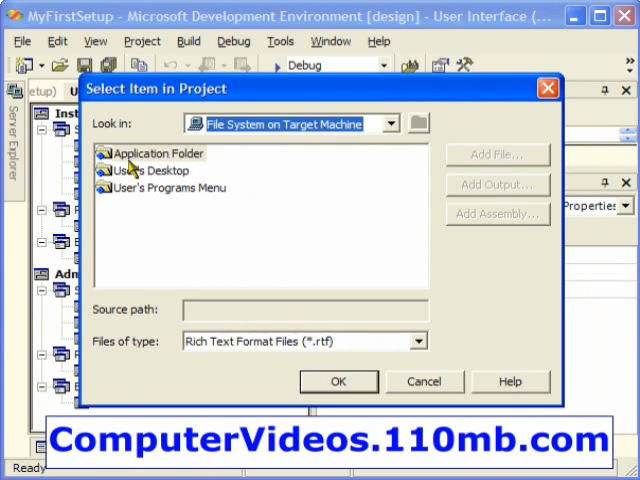 MyFirstSetup - Microsoft Development Environment [design] - User Interface (...
File Edit View Project Build Debug Tools Window Help
Debug
etup) U
Server Explorer
Select Item in Project
Look in: File System on Target Machine
Application Folder
User's Desktop
User's Programs Menu
Add File...
Add Output...
Add Assembly...
Source path:
Files of type: Rich Text Format Files (*.rtf)
OK Cancel Help
Inst
S
P
E
Adm
S
P
E
Properties
ComputerVideos.110mb.com
Ready